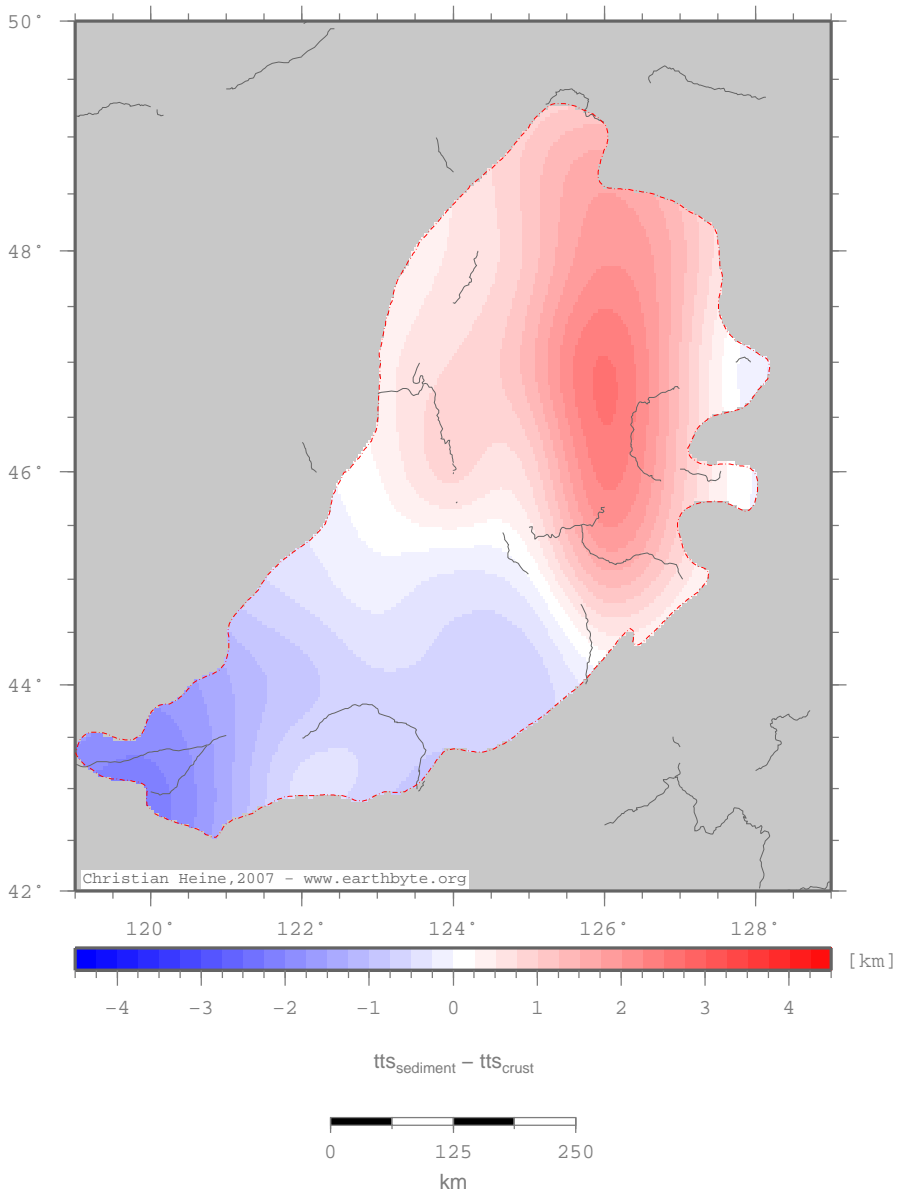 50°
48°
46°
44°
42°
Christian Heine,2007 - www.earthbyte.org
120° 122° 124° 126° 128°
[km]
−4 −3 −2 −1 0 1 2 3 4
tts sediment − tts crust
0 125 250
km